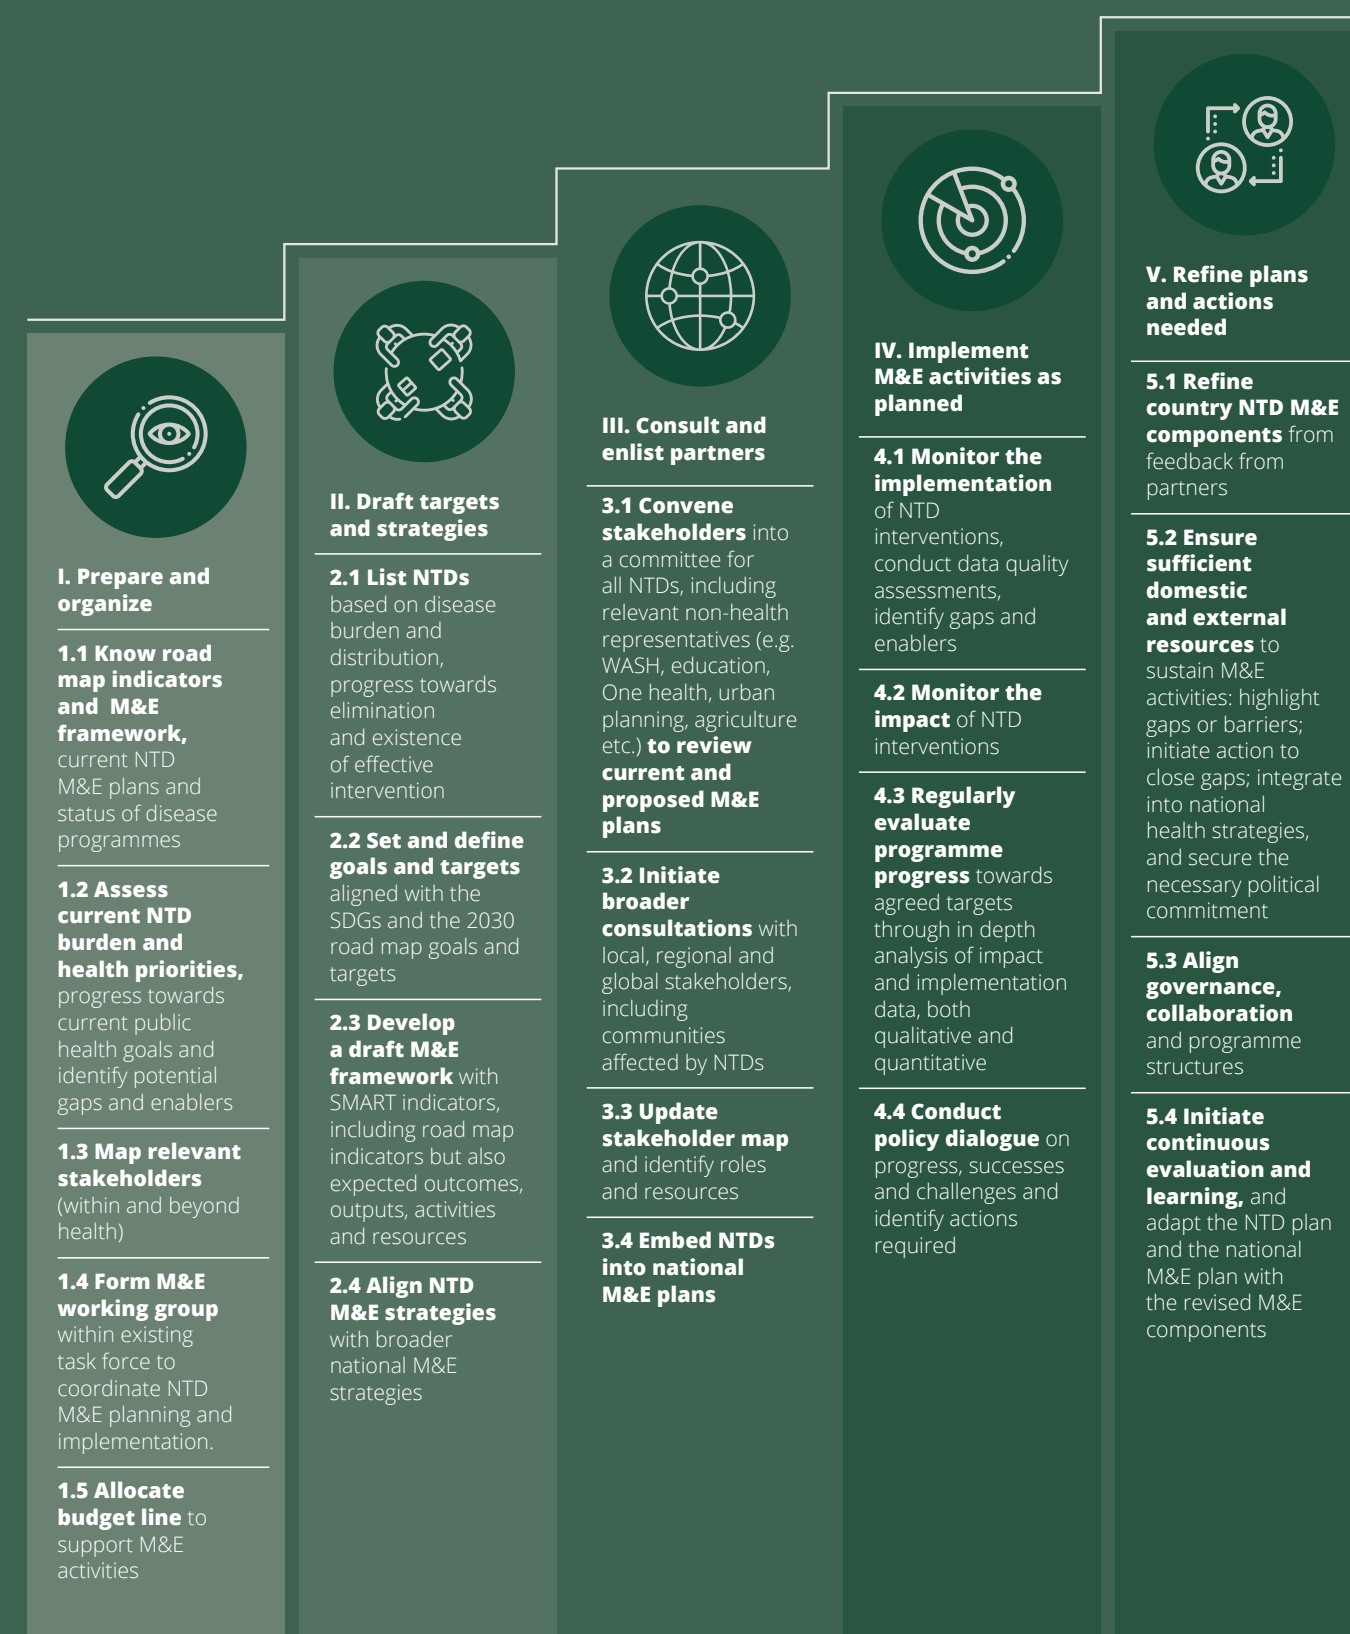 I. Prepare and
organize
1.1 Know road
map indicators
and  M&E
framework,
current NTD
M&E plans and
status of disease
programmes
1.2 Assess
current NTD
burden and
health priorities,
progress towards
current public
health goals and
identify potential
gaps and enablers
1.3 Map relevant
stakeholders
(within and beyond
health)
1.4 Form M&E
working group
within existing
task force to
coordinate NTD
M&E planning and
implementation.
1.5 Allocate
budget line to
support M&E
activities
II. Draft targets
and strategies
2.1 List NTDs
based on disease
burden and
distribution,
progress towards
elimination
and existence
of effective
intervention
2.2 Set and define
goals and targets
aligned with the
SDGs and the 2030
road map goals and
targets
2.3 Develop
a draft M&E
framework with
SMART indicators,
including road map
indicators but also
expected outcomes,
outputs, activities
and resources
2.4 Align NTD
M&E strategies
with broader
national M&E
strategies
III. Consult and
enlist partners
3.1 Convene
stakeholders into
a committee for
all NTDs, including
relevant non-health
representatives (e.g.
WASH, education,
One health, urban
planning, agriculture
etc.) to review
current and
proposed M&E
plans
3.2 Initiate
broader
consultations with
local, regional and
global stakeholders,
including
communities
affected by NTDs
3.3 Update
stakeholder map
and identify roles
and resources
3.4 Embed NTDs
into national
M&E plans
IV. Implement
M&E activities as
planned
4.1 Monitor the
implementation
of NTD
interventions,
conduct data quality
assessments,
identify gaps and
enablers
4.2 Monitor the
impact of NTD
interventions
4.3 Regularly
evaluate
programme
progress towards
agreed targets
through in depth
analysis of impact
and implementation
data, both
qualitative and
quantitative
4.4 Conduct
policy dialogue on
progress, successes
and challenges and
identify actions
required
V. Refine plans
and actions
needed
5.1 Refine
country NTD M&E
components from
feedback from
partners
5.2 Ensure
sufficient
domestic
and external
resources to
sustain M&E
activities: highlight
gaps or barriers;
initiate action to
close gaps; integrate
into national
health strategies,
and secure the
necessary political
commitment
5.3 Align
governance,
collaboration
and programme
structures
5.4 Initiate
continuous
evaluation and
learning, and
adapt the NTD plan
and the national
M&E plan with
the revised M&E
components